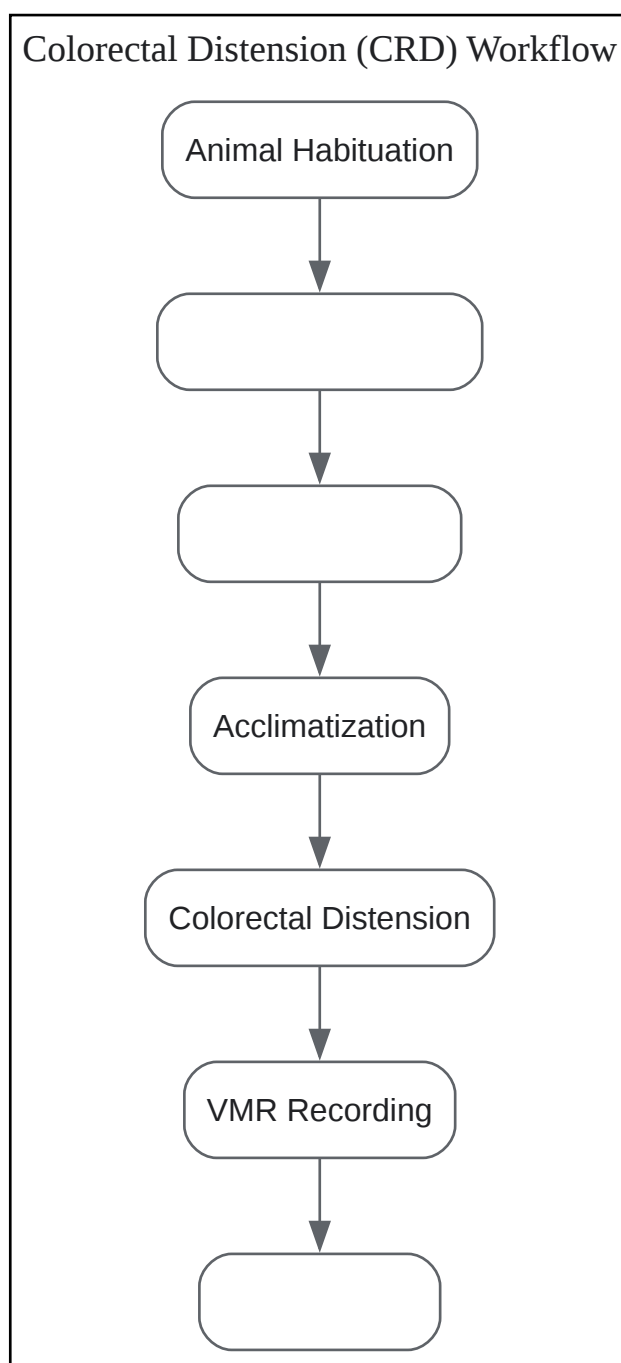 Colorectal Distension (CRD) Workflow
Animal Habituation
Acclimatization
Colorectal Distension
VMR Recording